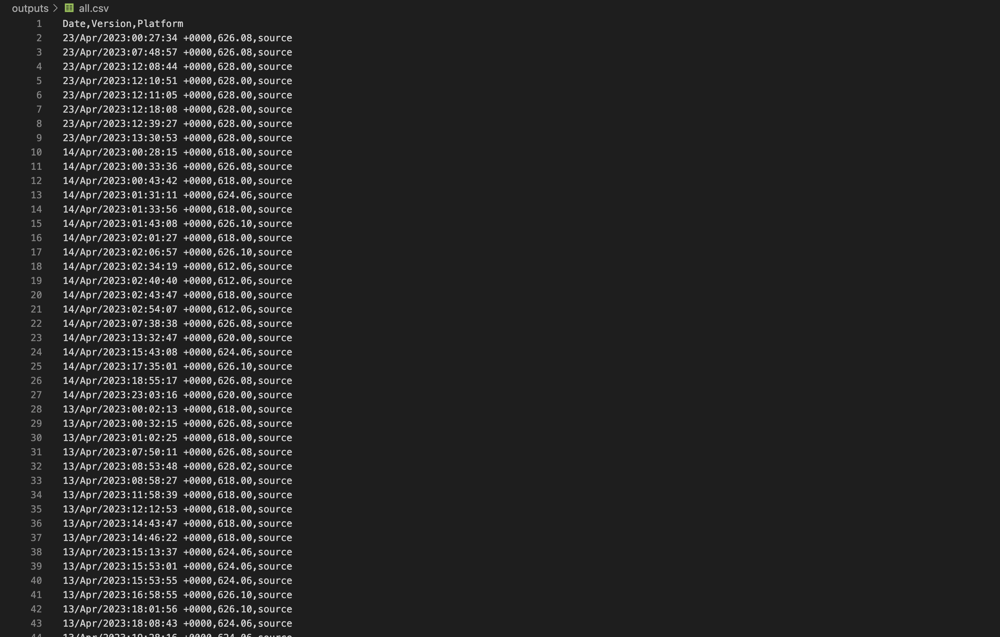 outputs > all.csv
1 Date,Version,Platform
2 23/Apr/2023:00:27:34 +0000,626.08,source
3 23/Apr/2023:07:48:57 +0000,626.08,source
4 23/Apr/2023:12:08:44 +0000,628.00,source
5 23/Apr/2023:12:10:51 +0000,628.00,source
6 23/Apr/2023:12:11:05 +0000,628.00,source
7 23/Apr/2023:12:18:08 +0000,628.00,source
8 23/Apr/2023:12:39:27 +0000,628.00,source
9 23/Apr/2023:13:30:53 +0000,628.00,source
10 14/Apr/2023:00:28:15 +0000,618.00,source
11 14/Apr/2023:00:33:36 +0000,626.08,source
12 14/Apr/2023:00:43:42 +0000,618.00,source
13 14/Apr/2023:01:31:11 +0000,624.06,source
14 14/Apr/2023:01:33:56 +0000,618.00,source
15 14/Apr/2023:01:43:08 +0000,626.10,source
16 14/Apr/2023:02:01:27 +0000,618.00,source
17 14/Apr/2023:02:06:57 +0000,626.10,source
18 14/Apr/2023:02:34:19 +0000,612.06,source
19 14/Apr/2023:02:40:40 +0000,612.06,source
20 14/Apr/2023:02:43:47 +0000,618.00,source
21 14/Apr/2023:02:54:07 +0000,612.06,source
22 14/Apr/2023:07:38:38 +0000,626.08,source
23 14/Apr/2023:13:32:47 +0000,620.00,source
24 14/Apr/2023:15:43:08 +0000,624.06,source
25 14/Apr/2023:17:35:01 +0000,626.10,source
26 14/Apr/2023:18:55:17 +0000,626.08,source
27 14/Apr/2023:23:03:16 +0000,620.00,source
28 13/Apr/2023:00:02:13 +0000,618.00,source
29 13/Apr/2023:00:32:15 +0000,626.08,source
30 13/Apr/2023:01:02:25 +0000,618.00,source
31 13/Apr/2023:07:50:11 +0000,626.08,source
32 13/Apr/2023:08:53:48 +0000,628.02,source
33 13/Apr/2023:08:58:27 +0000,618.00,source
34 13/Apr/2023:11:58:39 +0000,618.00,source
35 13/Apr/2023:12:12:53 +0000,618.00,source
36 13/Apr/2023:14:43:47 +0000,618.00,source
37 13/Apr/2023:14:46:22 +0000,618.00,source
38 13/Apr/2023:15:13:37 +0000,624.06,source
39 13/Apr/2023:15:53:01 +0000,624.06,source
40 13/Apr/2023:15:53:55 +0000,624.06,source
41 13/Apr/2023:16:58:55 +0000,626.10,source
42 13/Apr/2023:18:01:56 +0000,626.10,source
43 13/Apr/2023:18:08:43 +0000,624.06,source